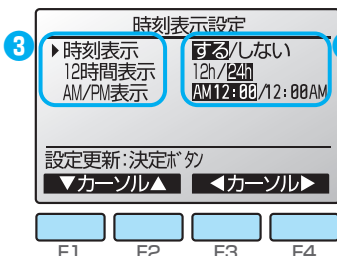 時刻表示設定
3
▶時刻表示 する/しない
12時間表示 12h/24h
AM/PM表示 AM12:00/12:00AM
設定更新:決定ボタン
▼カーソル▲ ◀カーソル▶
F1 F2 F3 F4